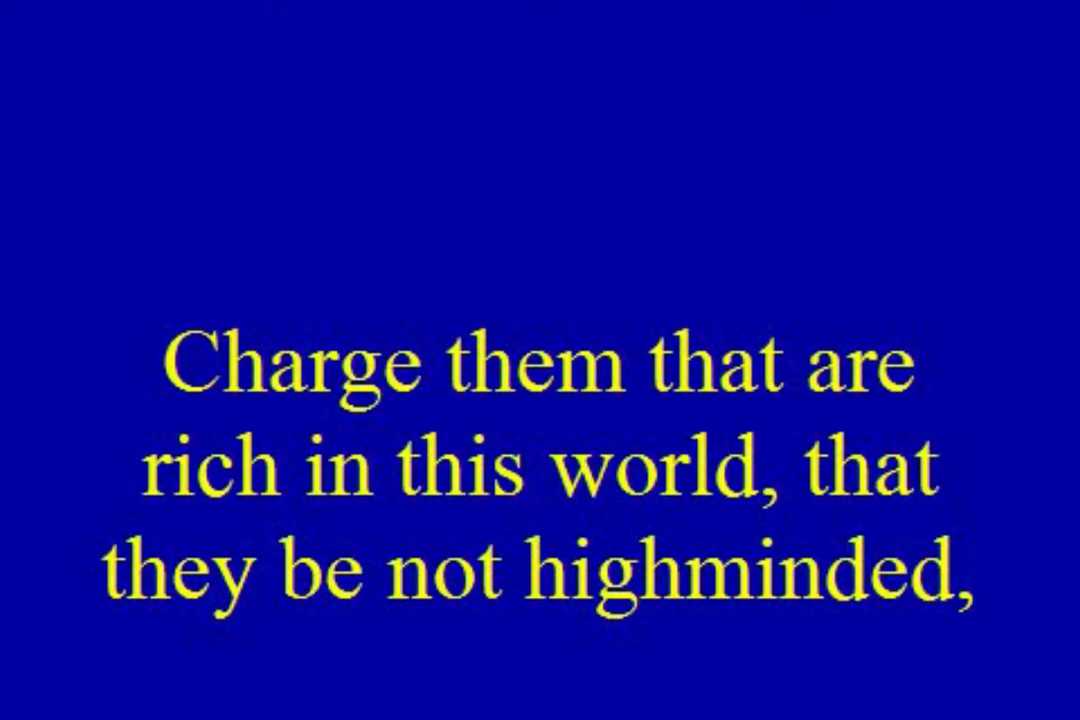 Charge them that are
rich in this world, that
they be not highminded,